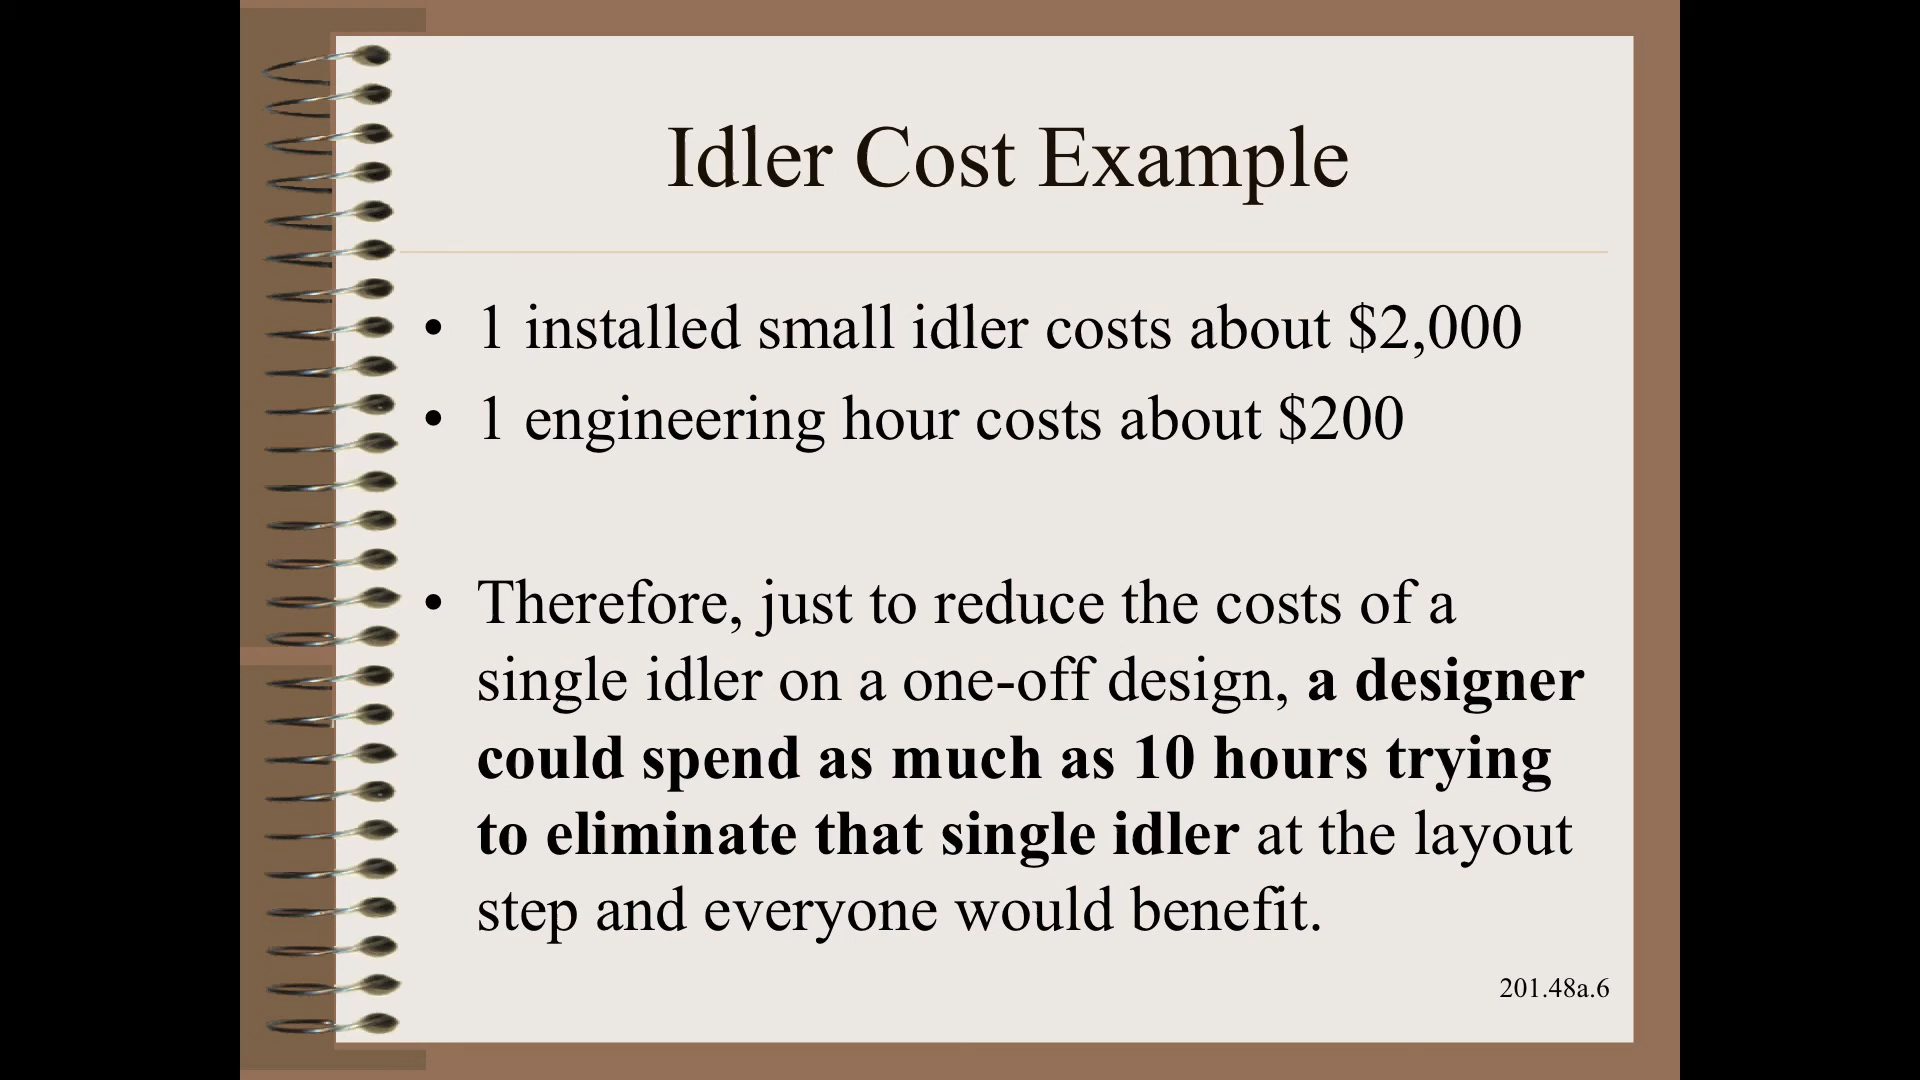 Idler Cost Example
• 1 installed small idler costs about $2,000
• 1 engineering hour costs about $200
• Therefore, just to reduce the costs of a
single idler on a one-off design, a designer
could spend as much as 10 hours trying
to eliminate that single idler at the layout
step and everyone would benefit.
201.48a.6